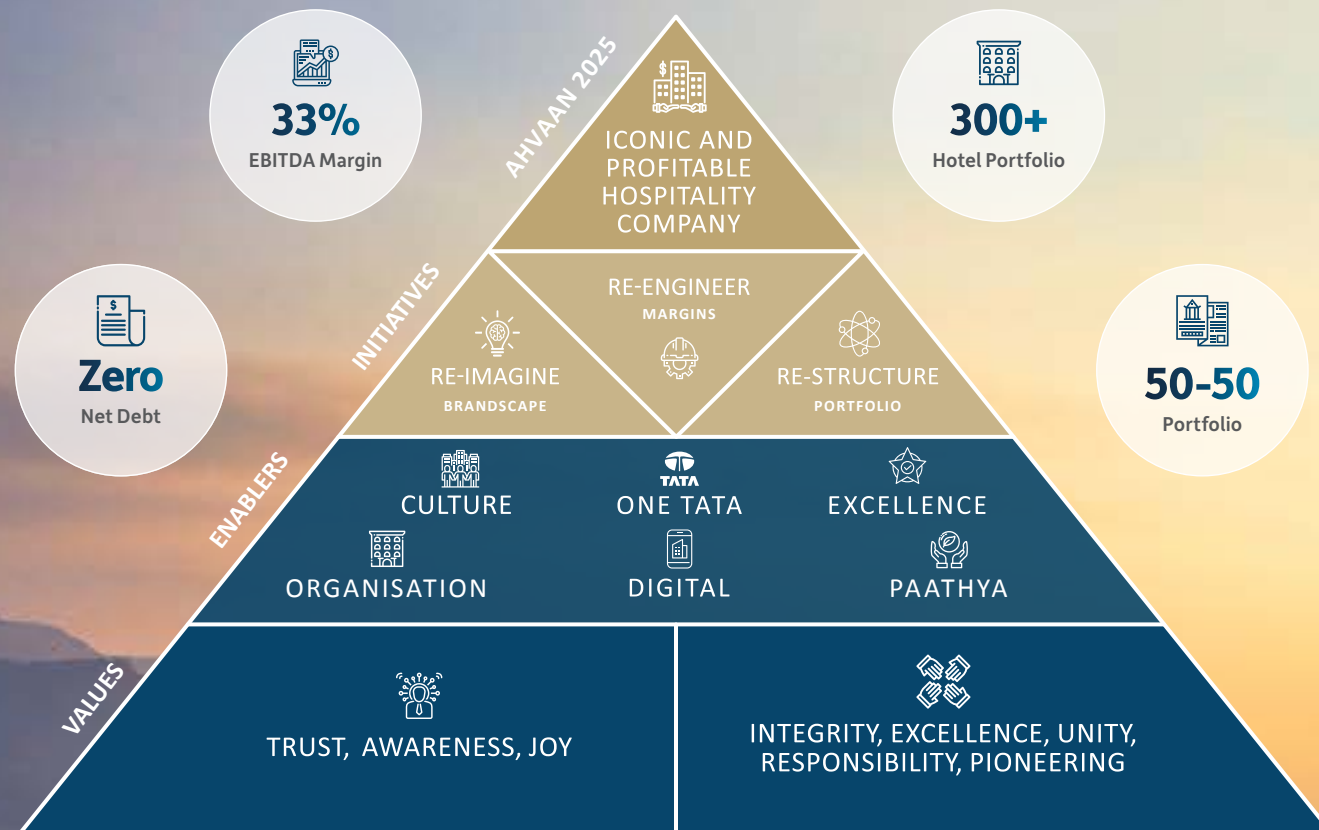 33%
EBITDA Margin
AHVAAN 2025
$
ICONIC AND
PROFITABLE
HOSPITALITY
COMPANY
300+
Hotel Portfolio
$
Zero
Net Debt
INITIATIVES
RE-IMAGINE
BRANDSCAPE
RE-ENGINEER
MARGINS
RE-STRUCTURE
PORTFOLIO
50-50
Portfolio
ENABLERS
CULTURE
TATA
ONE TATA
EXCELLENCE
ORGANISATION
DIGITAL
PAATHYA
VALUES
TRUST, AWARENESS, JOY
INTEGRITY, EXCELLENCE, UNITY,
RESPONSIBILITY, PIONEERING